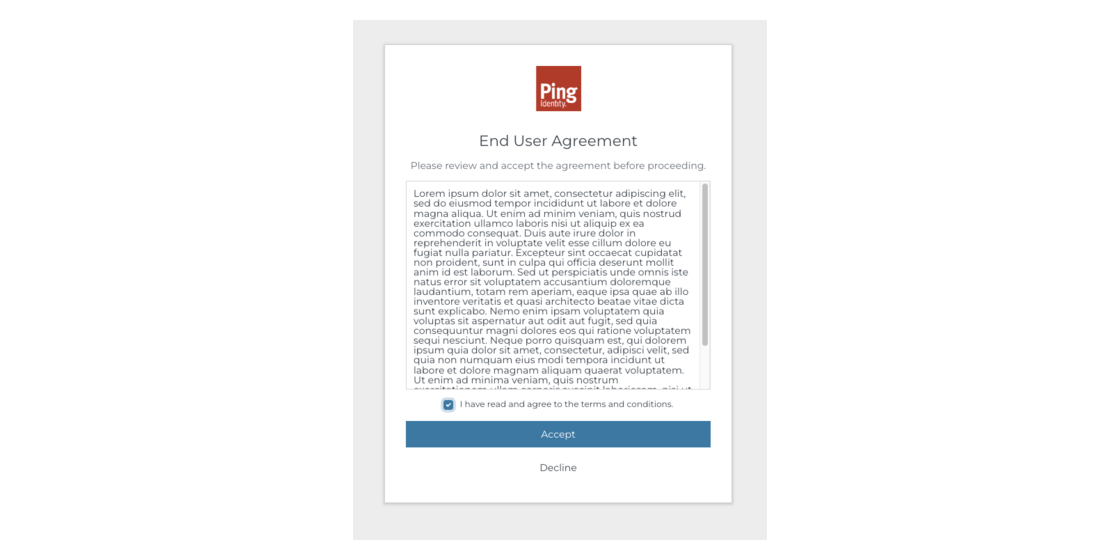 Ping
Identity.
End User Agreement
Please review and accept the agreement before proceeding.
Lorem ipsum dolor sit amet, consectetur adipiscing elit,
sed do eiusmod tempor incididunt ut labore et dolore
magna aliqua. Ut enim ad minim veniam, quis nostrud
exercitation ullamco laboris nisi ut aliquip ex ea
commodo consequat. Duis aute irure dolor in
reprehenderit in voluptate velit esse cillum dolore eu
fugiat nulla pariatur. Excepteur sint occaecat cupidatat
non proident, sunt in culpa qui officia deserunt mollit
anim id est laborum. Sed ut perspiciatis unde omnis iste
natus error sit voluptatem accusantium doloremque
laudantium, totam rem aperiam, eaque ipsa quae ab illo
inventore veritatis et quasi architecto beatae vitae dicta
sunt explicabo. Nemo enim ipsam voluptatem quia
voluptas sit aspernatur aut odit aut fugit, sed quia
consequuntur magni dolores eos qui ratione voluptatem
sequi nesciunt. Neque porro quisquam est, qui dolorem
ipsum quia dolor sit amet, consectetur, adipisci velit, sed
quia non numquam eius modi tempora incidunt ut
labore et dolore magnam aliquam quaerat voluptatem.
Ut enim ad minima veniam, quis nostrum
I have read and agree to the terms and conditions.
Accept
Decline